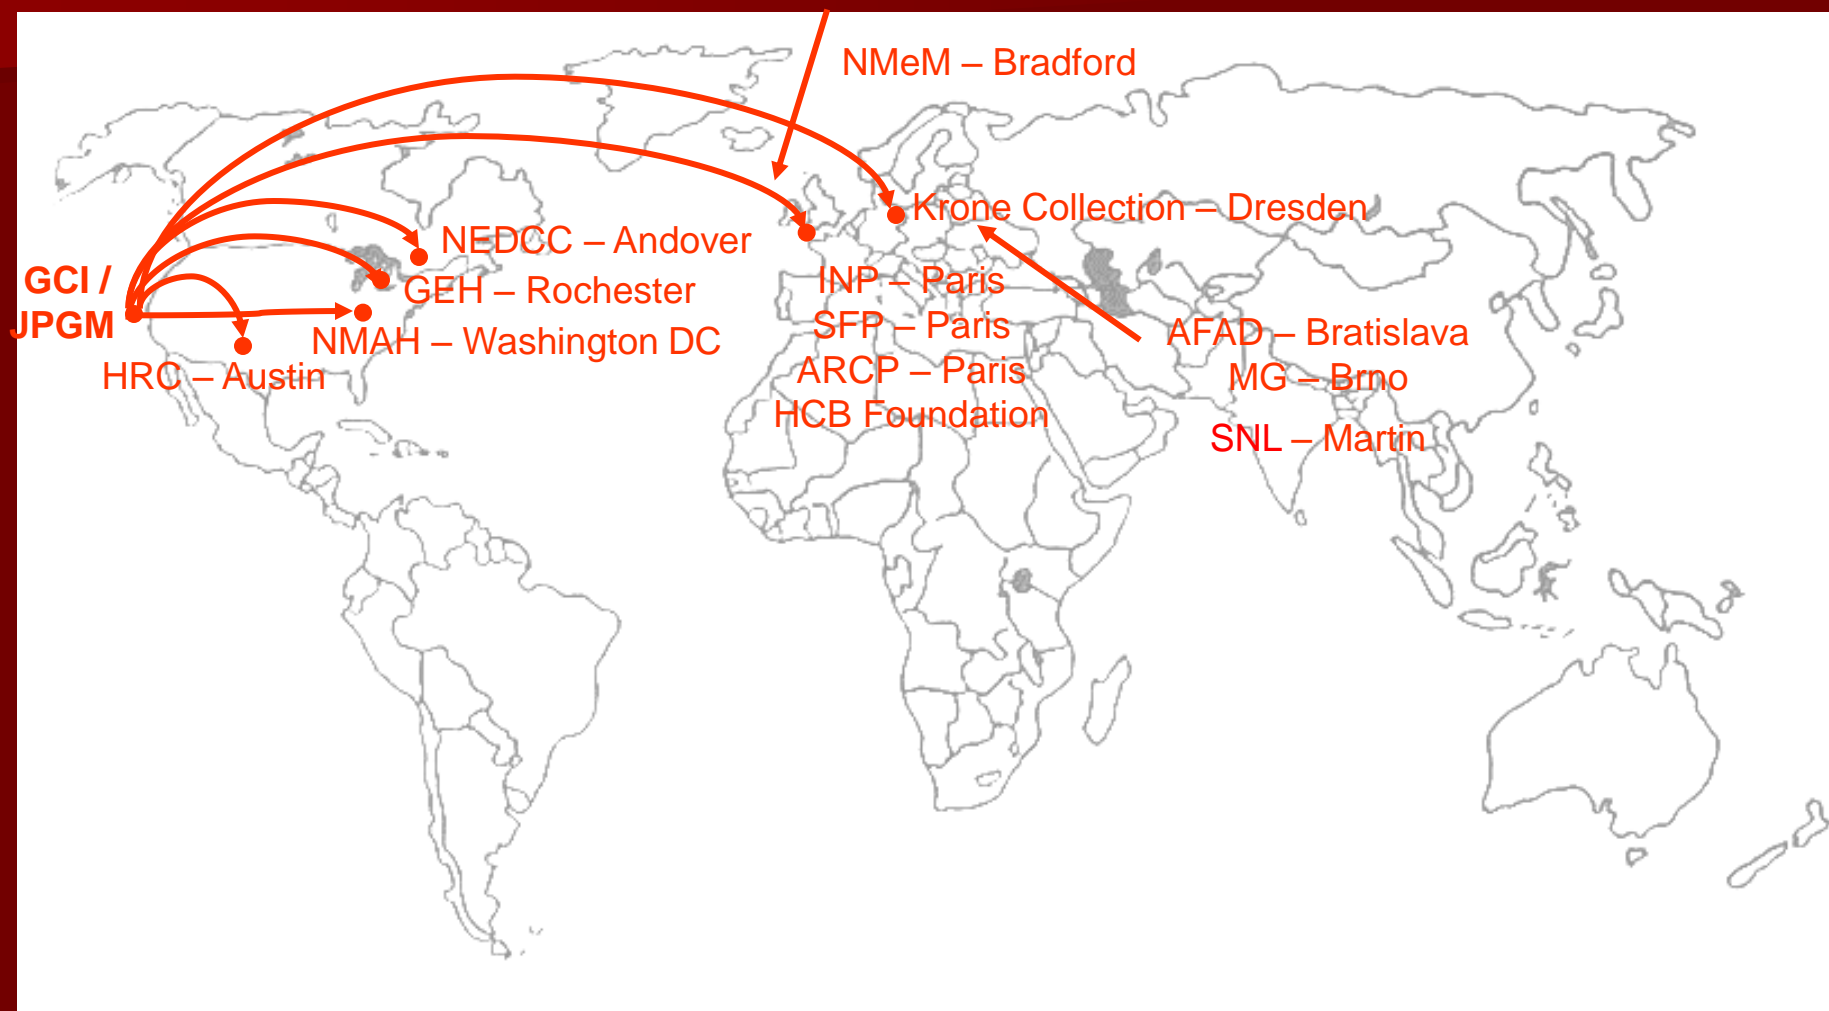 NMeM – Bradford
Krone Collection – Dresden
NEDCC – Andover
GCI /
JPGM
GEH – Rochester
NMAH – Washington DC
HRC – Austin
INP – Paris
SFP – Paris
ARCP – Paris
HCB Foundation
AFAD – Bratislava
MG – Brno
SNL – Martin